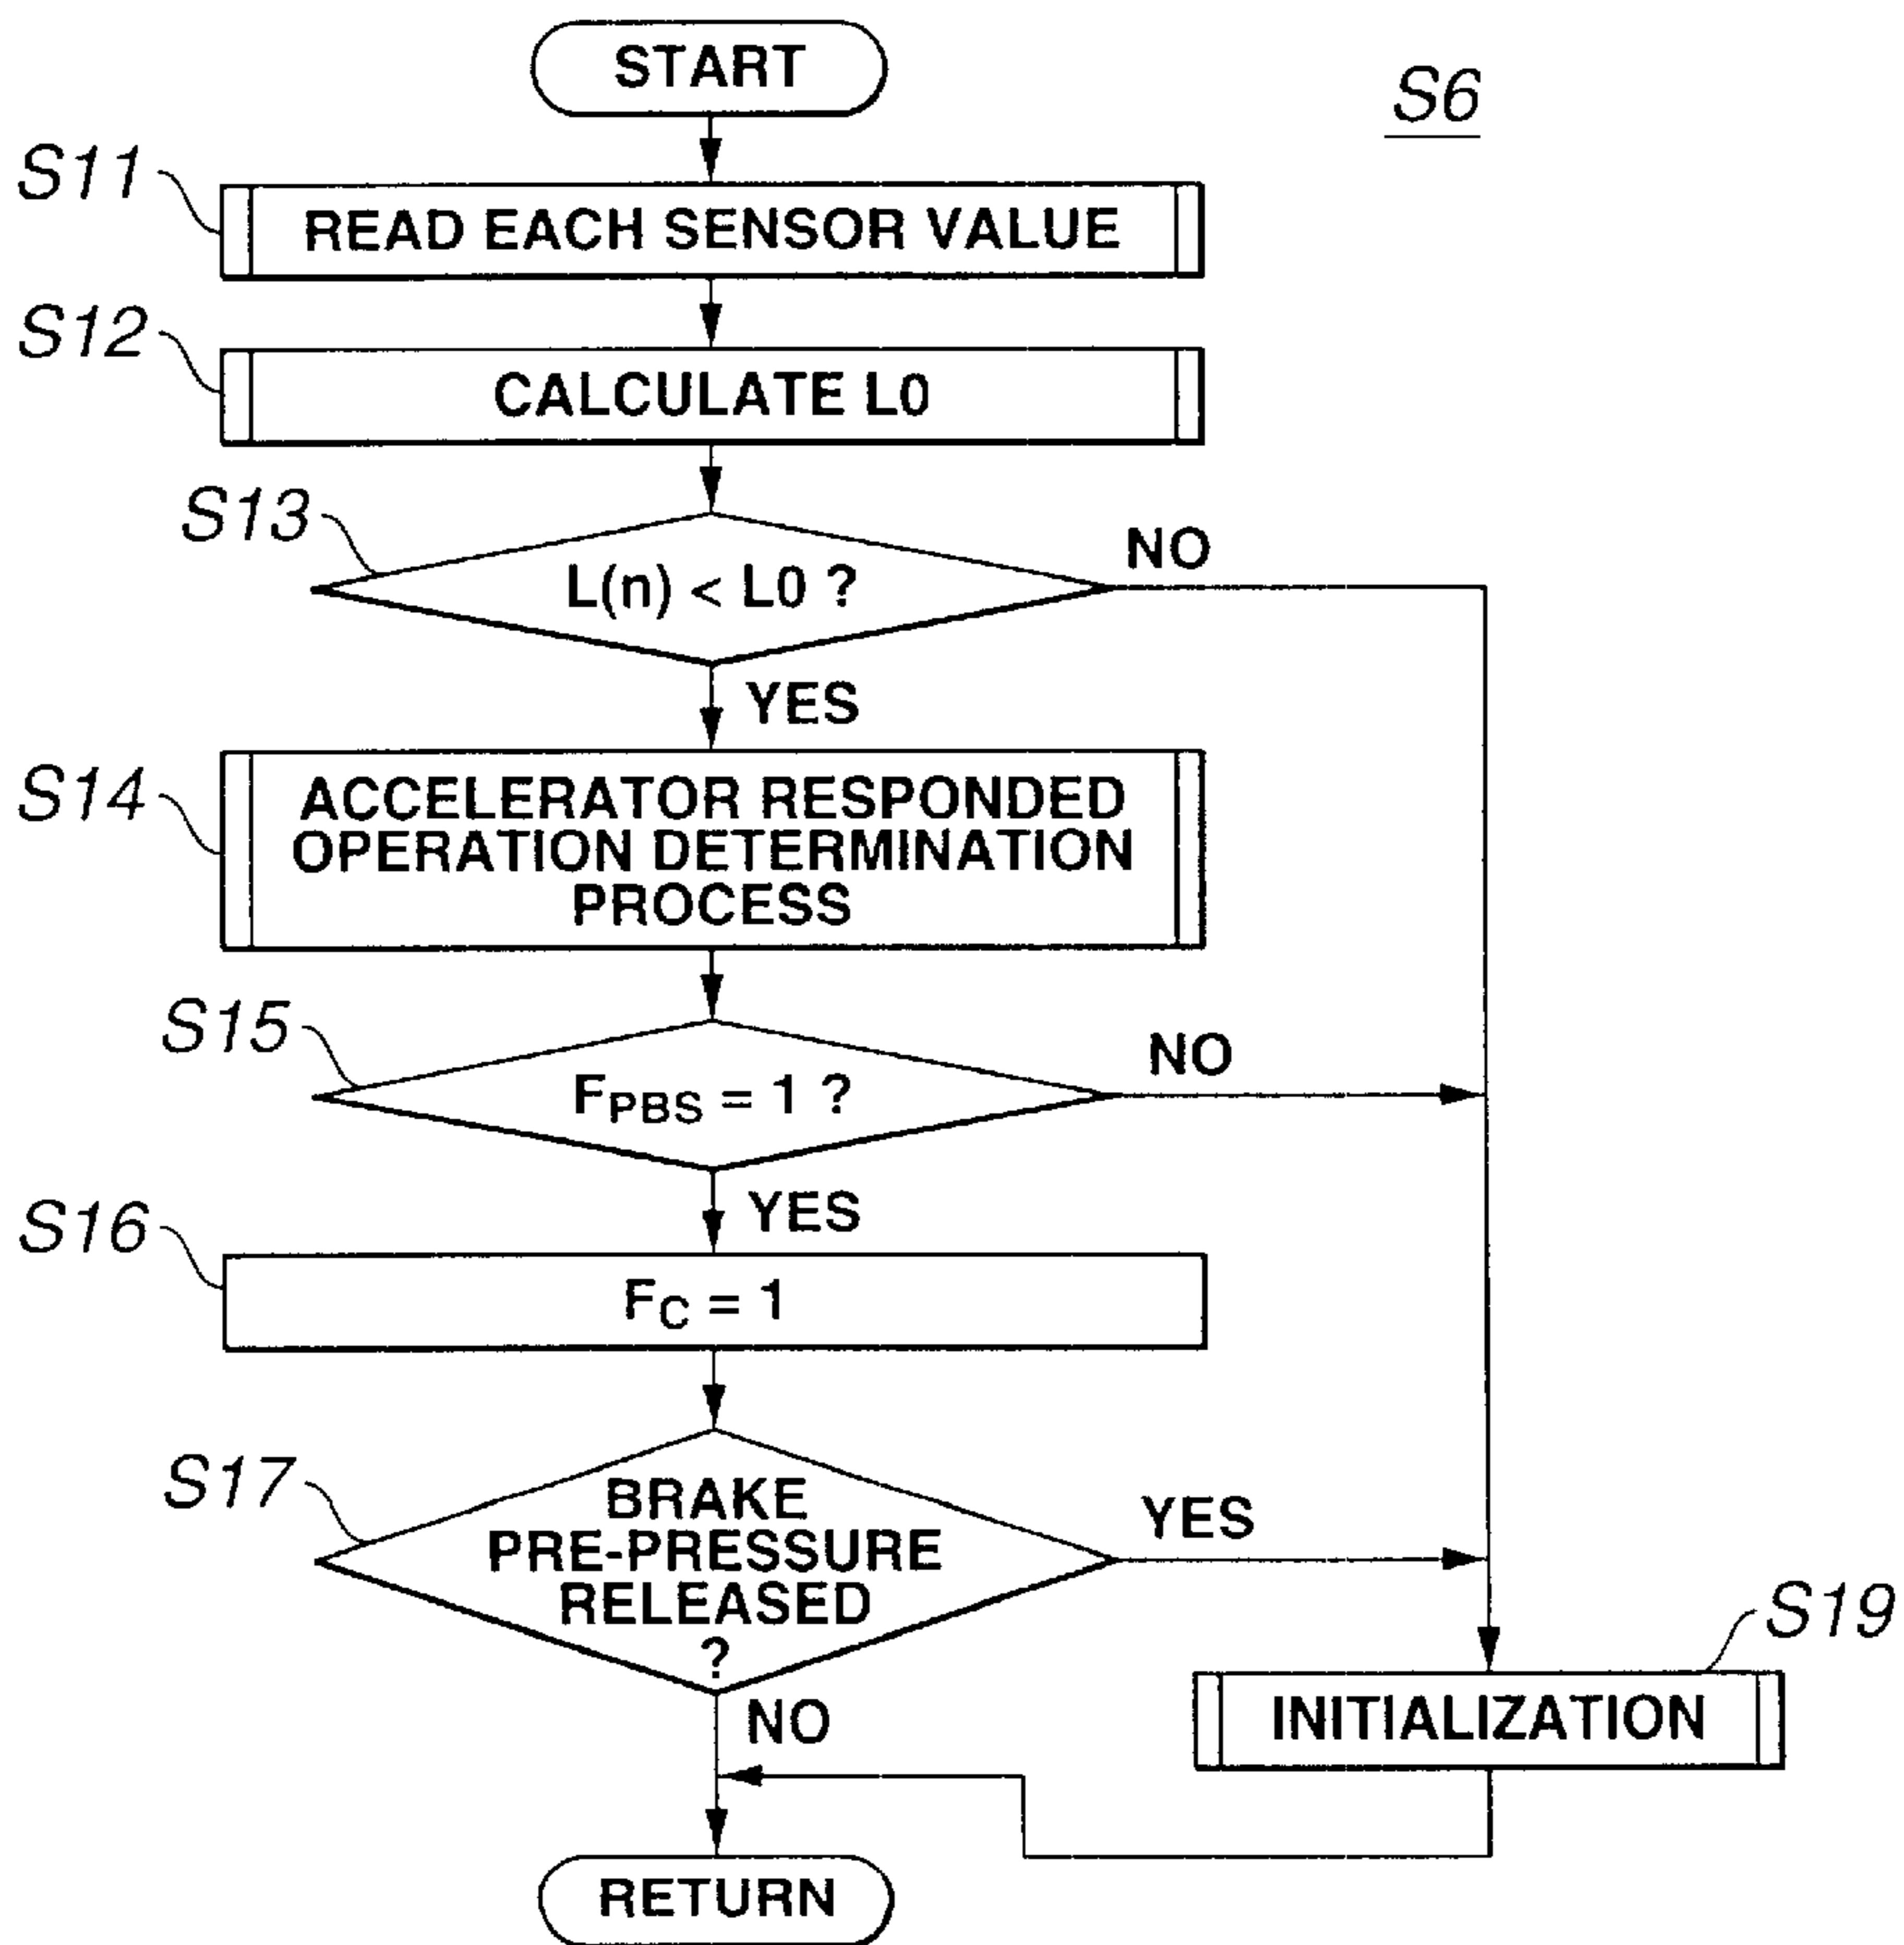 START
S6
S11
READ EACH SENSOR VALUE
S12
CALCULATE L0
S13
L(n) < L0 ?
NO
YES
S14
ACCELERATOR RESPONDED
OPERATION DETERMINATION
PROCESS
S15
FPBS = 1 ?
NO
YES
S16
FC = 1
S17
BRAKE
PRE-PRESSURE
RELEASED
?
YES
NO
S19
INITIALIZATION
RETURN